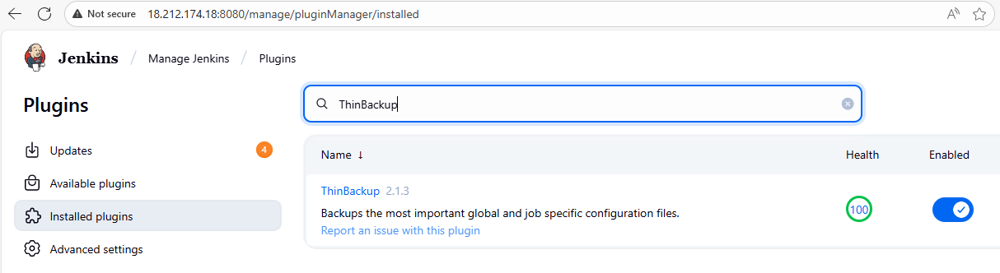 Not secure 18.212.174.18:8080/manage/pluginManager/installed
Jenkins / Manage Jenkins / Plugins
Plugins
ThinBackup
Updates 4
Available plugins
Installed plugins
Advanced settings
Name ↓ Health Enabled
ThinBackup 2.1.3
Backups the most important global and job specific configuration files.
Report an issue with this plugin
100